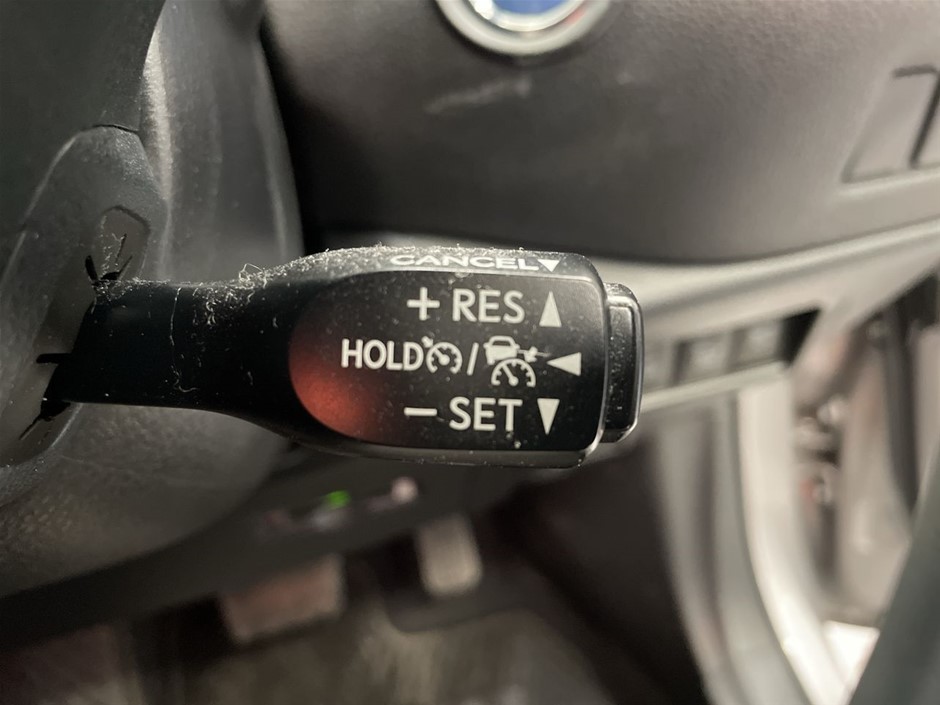 CANCEL▼
+ RES ▲
HOLD / ◀
− SET ▼